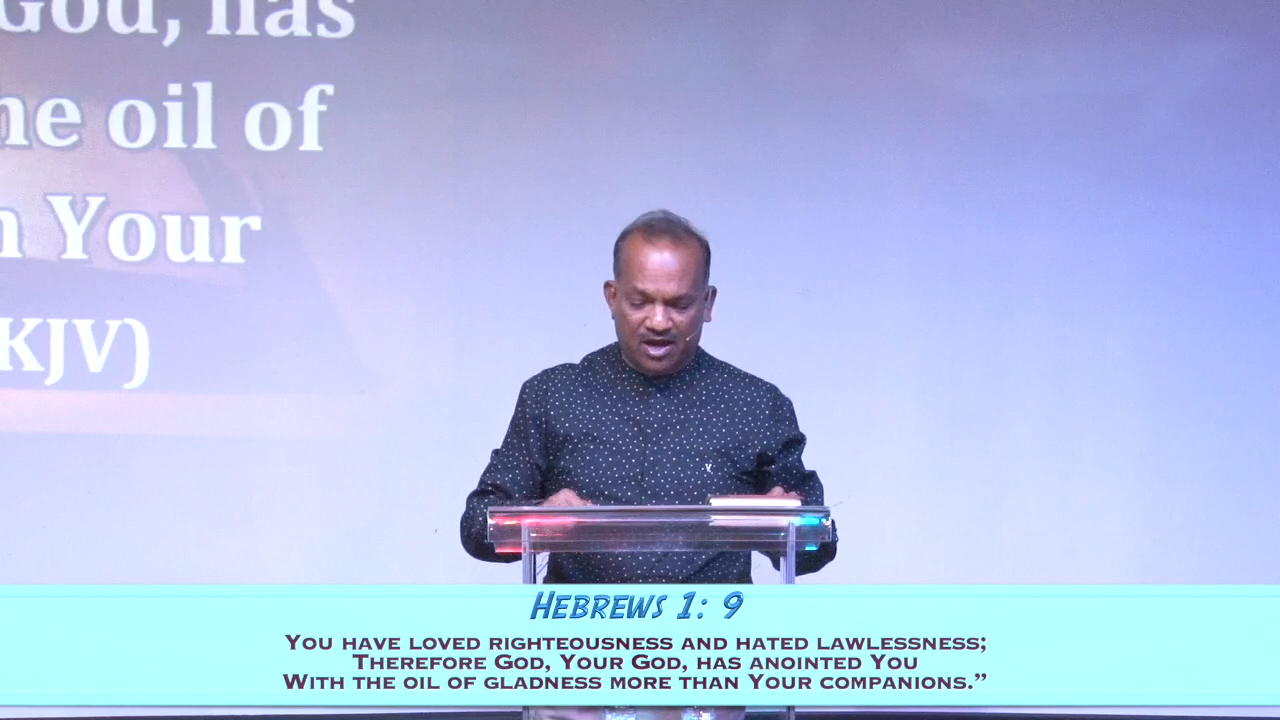 God, has
he oil of
n Your
KJV)
HEBREWS 1: 9
YOU HAVE LOVED RIGHTEOUSNESS AND HATED LAWLESSNESS;
THEREFORE GOD, YOUR GOD, HAS ANOINTED YOU
WITH THE OIL OF GLADNESS MORE THAN YOUR COMPANIONS.”